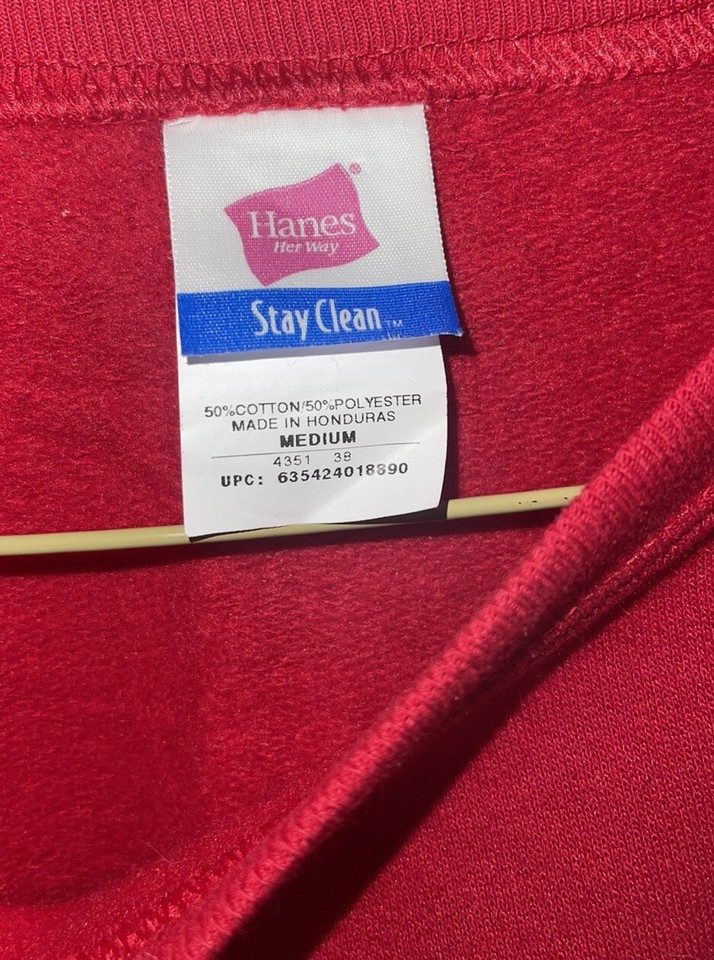 Hanes®
Her Way
Stay Clean™
50%COTTON/50%POLYESTER
MADE IN HONDURAS
MEDIUM
4351 38
UPC: 635424018890